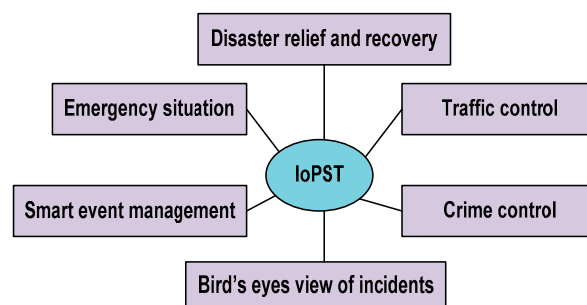 Disaster relief and recovery
Emergency situation
Traffic control
IoPST
Smart event management
Crime control
Bird's eyes view of incidents